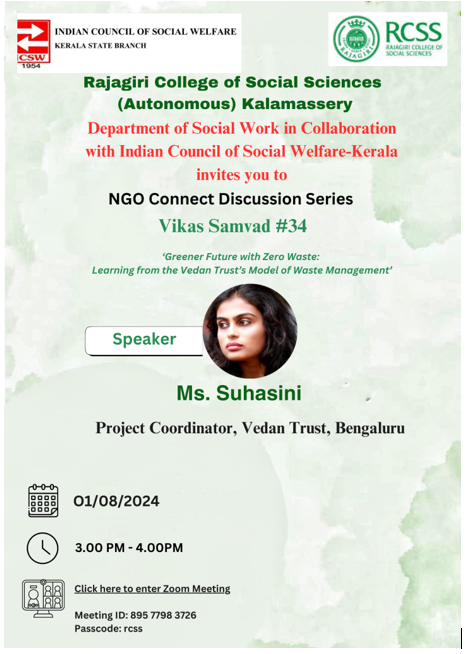 INDIAN COUNCIL OF SOCIAL WELFARE
KERALA STATE BRANCH
CSW
1954
RAJAGIRI
RCSS
RAJAGIRI COLLEGE OF
SOCIAL SCIENCES
Rajagiri College of Social Sciences
(Autonomous) Kalamassery
Department of Social Work in Collaboration
with Indian Council of Social Welfare-Kerala
invites you to
NGO Connect Discussion Series
Vikas Samvad #34
‘Greener Future with Zero Waste:
Learning from the Vedan Trust’s Model of Waste Management’
Speaker
Ms. Suhasini
Project Coordinator, Vedan Trust, Bengaluru
01/08/2024
3.00 PM - 4.00PM
Click here to enter Zoom Meeting
Meeting ID: 895 7798 3726
Passcode: rcss